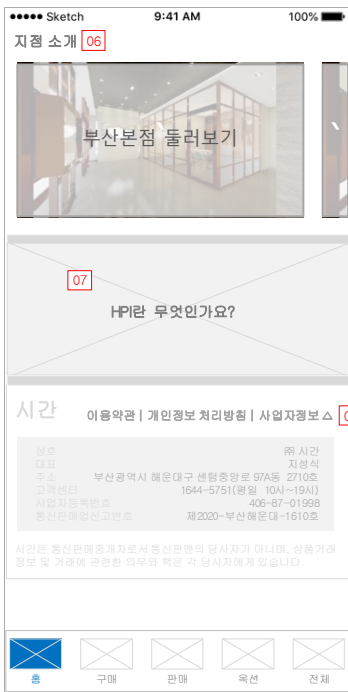 ●●●●● Sketch 9:41 AM 100%
지점 소개 06
부산본점 둘러보기
07
HPI란 무엇인가요?
시간 이용약관 | 개인정보 처리방침 | 사업자정보 △
상호 ㈜ 시간
대표 지성식
주소 부산광역시 해운대구 센텀중앙로 97A동 2710호
고객센터 1644-5751(평일 10시~19시)
사업자등록번호 406-87-01998
통신판매업신고번호 제2020-부산해운대-1610호
시간은 통신판매중개자로서 통신판맨의 당사자가 아니며, 상품거래
정보 및 거래에 관련한 의무와 책은 각 당사자에게 있습니다.
홈 구매 판매 옥션 전체